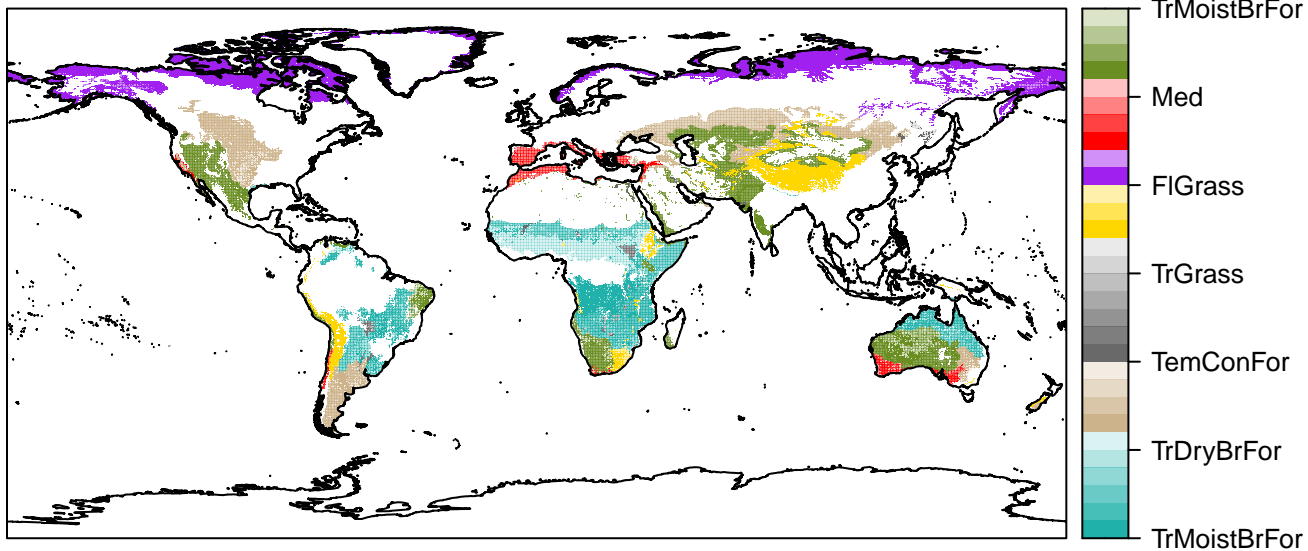 TrMoistBrFor
Med
FlGrass
TrGrass
TemConFor
TrDryBrFor
TrMoistBrFor